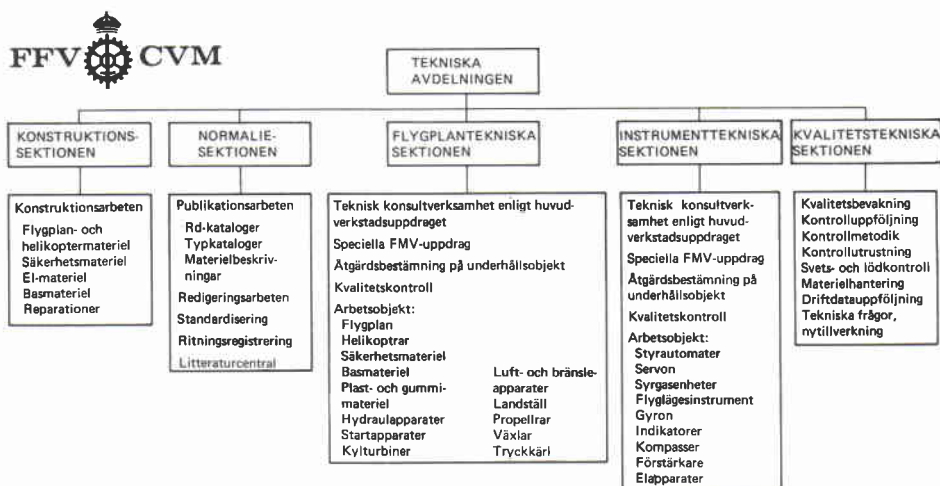 FFV CVM
TEKNISKA
AVDELNINGEN
KONSTRUKTIONS-
SEKTIONEN
NORMALIE-
SEKTIONEN
FLYGPLANTEKNISKA
SEKTIONEN
INSTRUMENTTEKNISKA
SEKTIONEN
KVALITETSTEKNISKA
SEKTIONEN
Konstruktionsarbeten
Flygplan- och
helikoptermateriel
Säkerhetsmateriel
El-materiel
Basmateriel
Reparationer
Publikationsarbeten
Rd-kataloger
Typkataloger
Materielbeskriv-
ningar
Redigeringsarbeten
Standardisering
Ritningsregistrering
Litteraturcentral
Teknisk konsultverksamhet enligt huvud-
verkstadsuppdraget
Speciella FMV-uppdrag
Åtgärdsbestämning på underhållsobjekt
Kvalitetskontroll
Arbetsobjekt:
Flygplan
Helikoptrar
Säkerhetsmateriel
Basmateriel
Plast- och gummi-
materiel
Hydraulapparater
Startapparater
Kylturbiner
Luft- och bränsle-
apparater
Landställ
Propellrar
Växlar
Tryckkärl
Teknisk konsultverk-
samhet enligt huvud-
verkstadsuppdraget
Speciella FMV-uppdrag
Åtgärdsbestämning på
underhållsobjekt
Kvalitetskontroll
Arbetsobjekt:
Styrautomater
Servon
Syrgasenheter
Flyglägesinstrument
Gyron
Indikatorer
Kompasser
Förstärkare
Elapparater
Kvalitetsbevakning
Kontrolluppföljning
Kontrollmetodik
Kontrollutrustning
Svets- och lödkontroll
Materielhantering
Driftdatauppföljning
Tekniska frågor,
nytillverkning